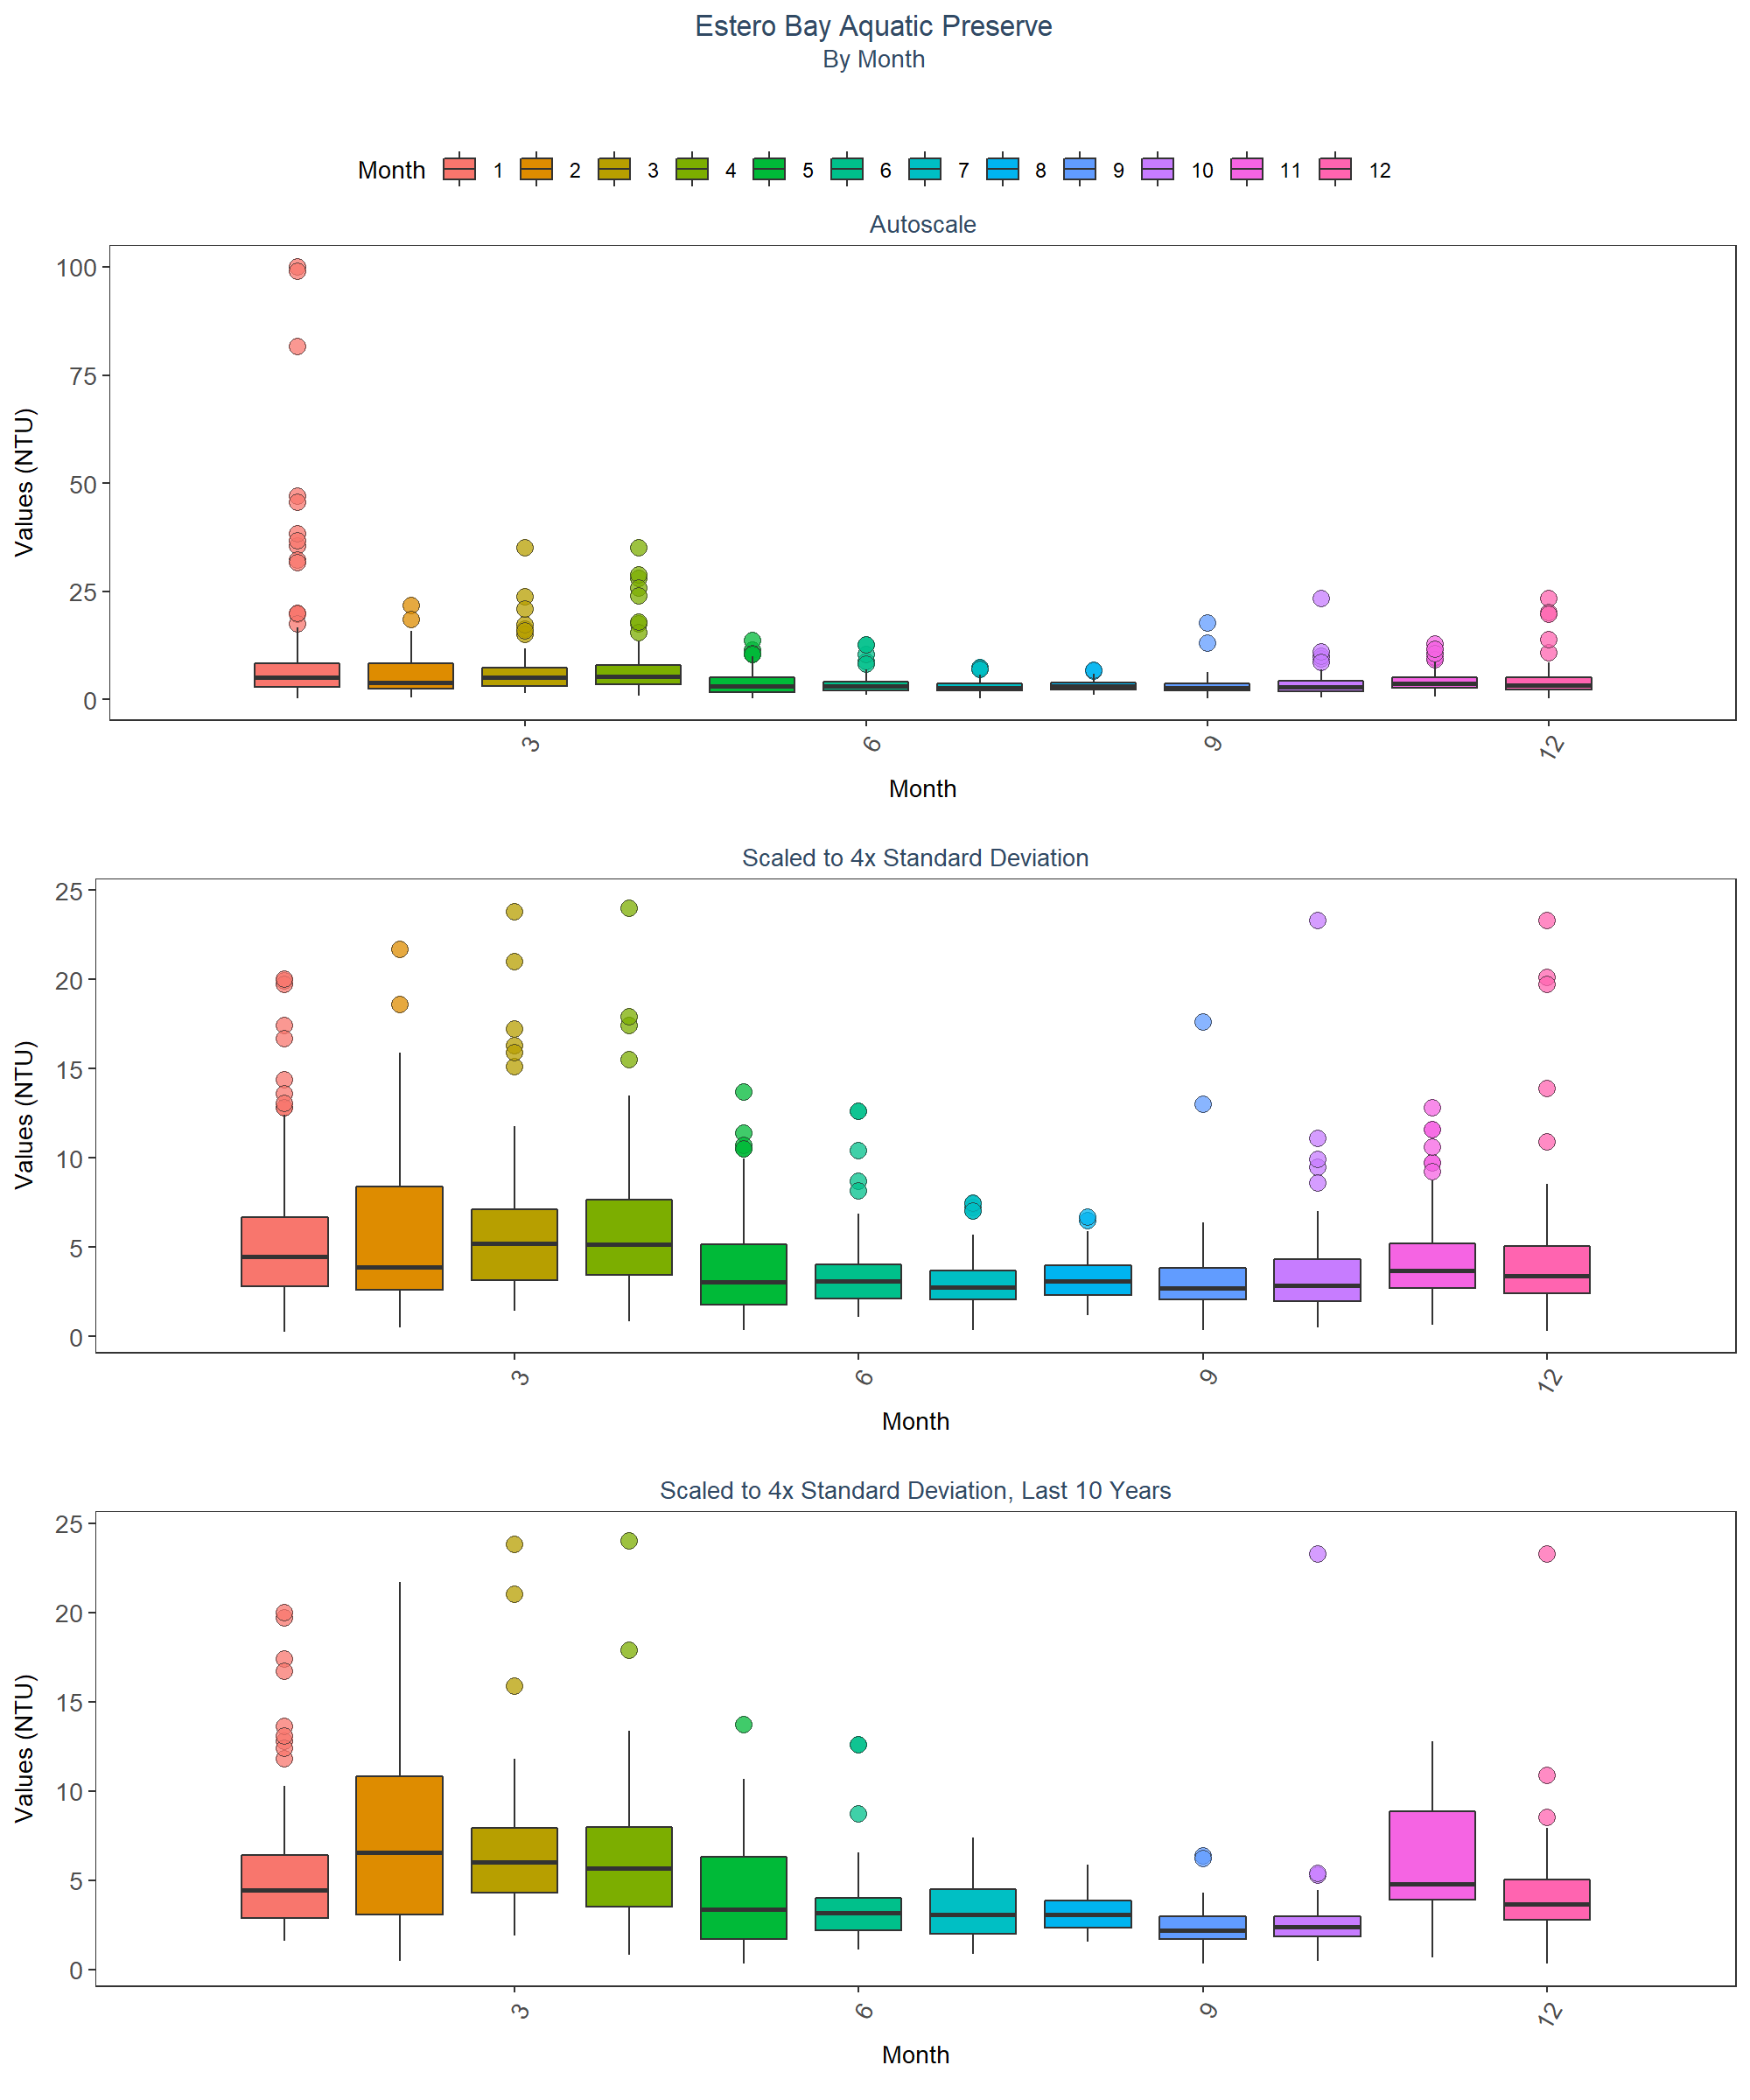 Estero Bay Aquatic Preserve
By Month
Month 1 2 3 4 5 6 7 8 9 10 11 12
Autoscale
100
75
50
25
0
Values (NTU)
3 6 9 12
Month
Scaled to 4x Standard Deviation
25
20
15
10
5
0
Values (NTU)
3 6 9 12
Month
Scaled to 4x Standard Deviation, Last 10 Years
25
20
15
10
5
0
Values (NTU)
3 6 9 12
Month